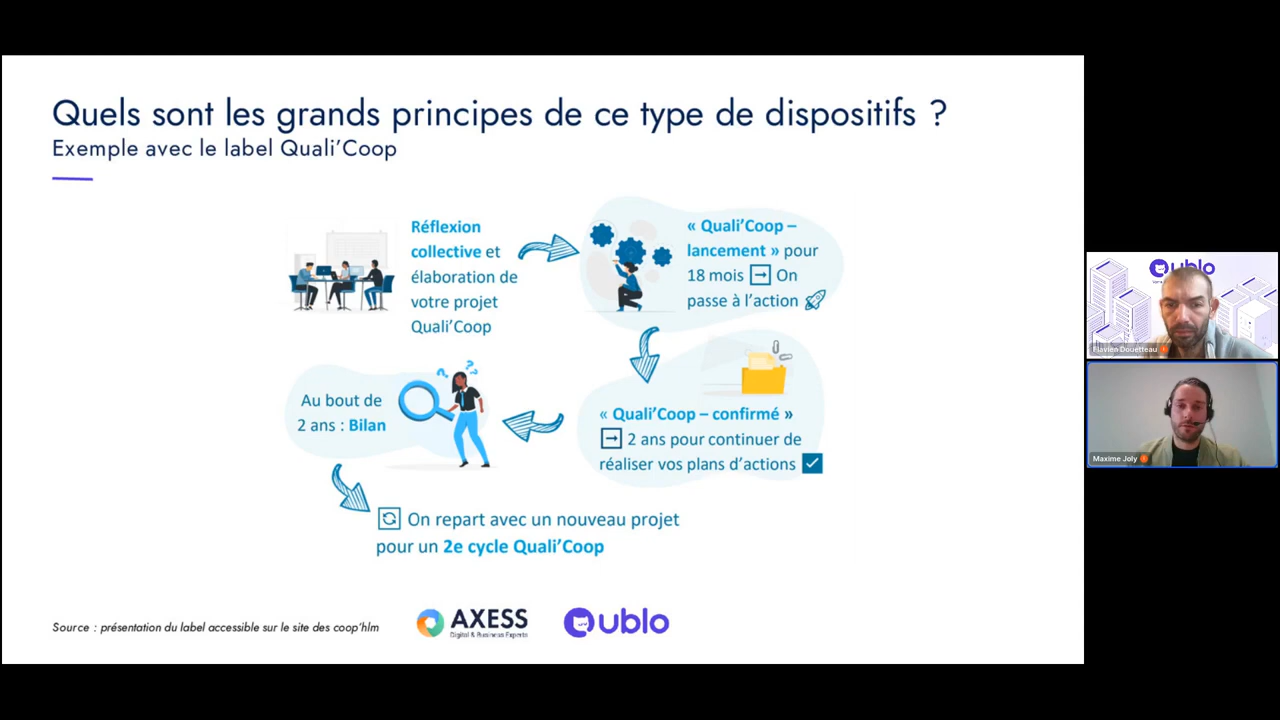 Quels sont les grands principes de ce type de dispositifs ?
Exemple avec le label Quali'Coop
Réflexion
collective et
élaboration de
votre projet
Quali'Coop
« Quali'Coop –
lancement » pour
18 mois → On
passe à l'action
« Quali'Coop – confirmé »
→ 2 ans pour continuer de
réaliser vos plans d'actions
Au bout de
2 ans : Bilan
On repart avec un nouveau projet
pour un 2e cycle Quali'Coop
Source : présentation du label accessible sur le site des coop'hlm
AXESS
Digital & Business Experts
ublo
ublo
Flavien Douetteau
Maxime Joly